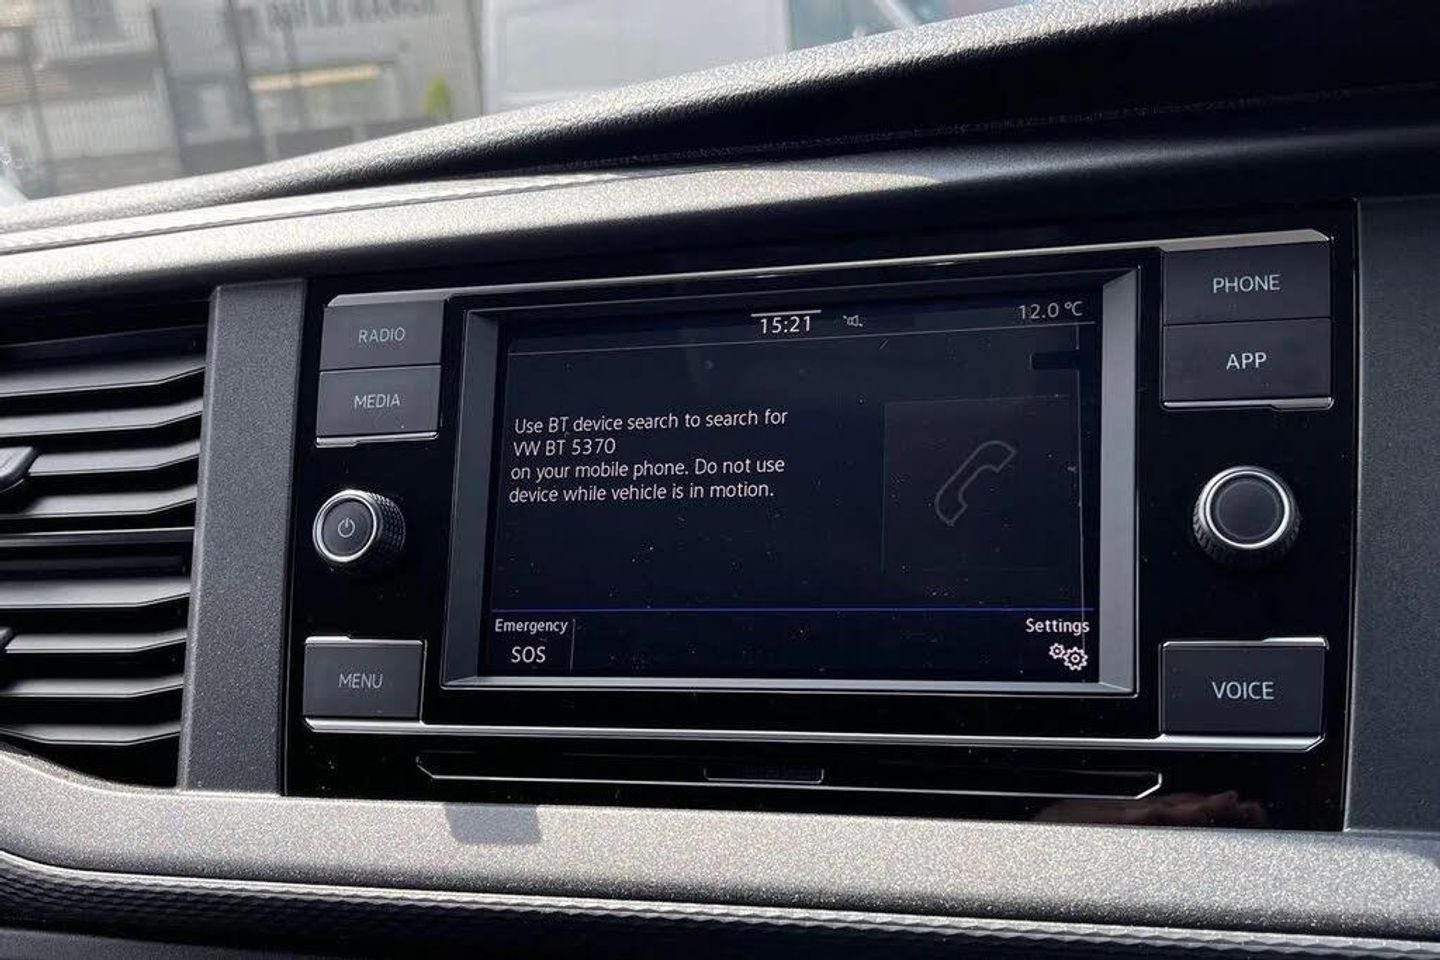 15:21
12.0 °C
RADIO
MEDIA
PHONE
APP
Use BT device search to search for
VW BT 5370
on your mobile phone. Do not use
device while vehicle is in motion.
Emergency
SOS
Settings
MENU
VOICE